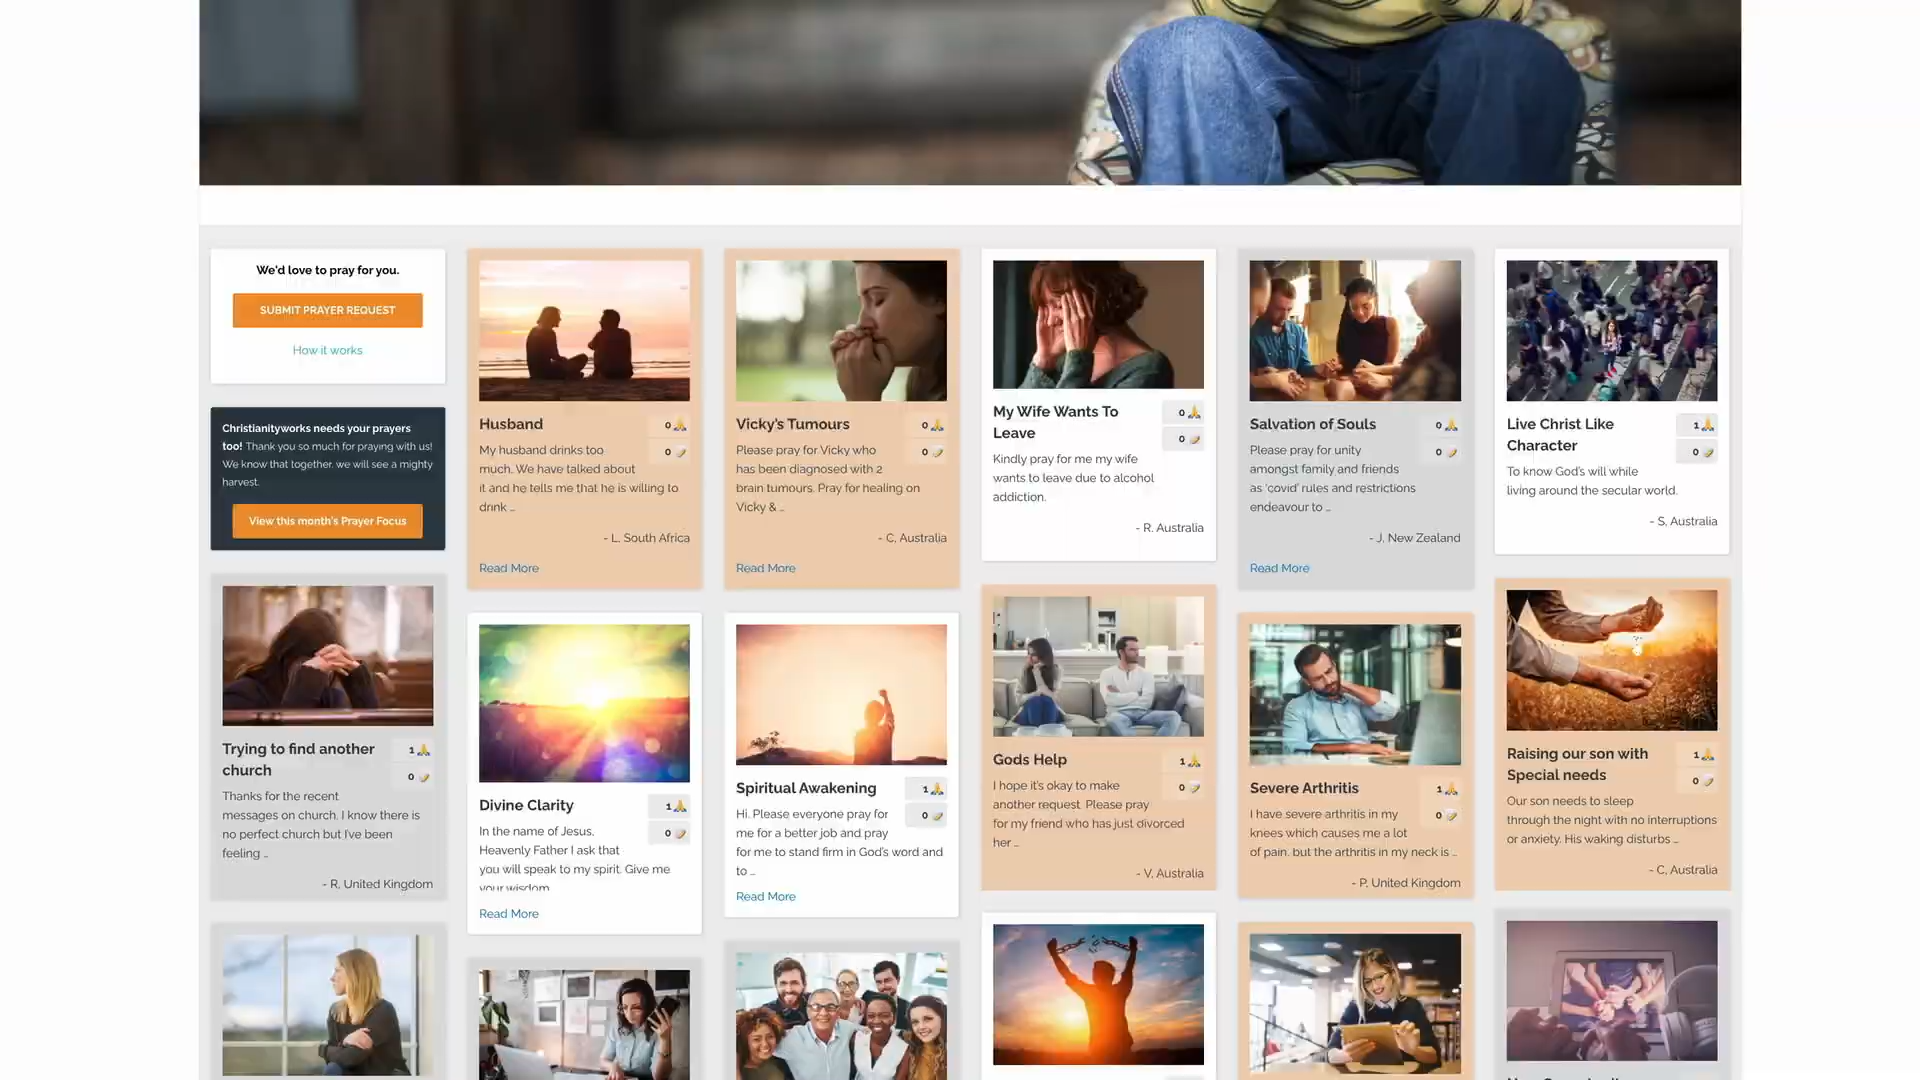 We'd love to pray for you.
SUBMIT PRAYER REQUEST
How it works
Christianityworks needs your prayers
too! Thank you so much for praying with us!
We know that together, we will see a mighty
harvest.
View this month's Prayer Focus
Trying to find another
church
1
0
Thanks for the recent
messages on church. I know there is
no perfect church but I've been
feeling ...
- R, United Kingdom
Husband
0
0
My husband drinks too
much. We have talked about
it and he tells me that he is willing to
drink ...
- L, South Africa
Read More
Divine Clarity
1
0
In the name of Jesus,
Heavenly Father I ask that
you will speak to my spirit. Give me
your wisdom
Read More
Vicky's Tumours
0
0
Please pray for Vicky who
has been diagnosed with 2
brain tumours. Pray for healing on
Vicky & ...
- C, Australia
Read More
Spiritual Awakening
1
0
Hi. Please everyone pray for
me for a better job and pray
for me to stand firm in God's word and
to ...
Read More
My Wife Wants To
Leave
0
0
Kindly pray for me my wife
wants to leave due to alcohol
addiction.
- R, Australia
Gods Help
1
0
I hope it's okay to make
another request. Please pray
for my friend who has just divorced
her ...
- V, Australia
Salvation of Souls
0
0
Please pray for unity
amongst family and friends
as 'covid' rules and restrictions
endeavour to ...
- J, New Zealand
Read More
Severe Arthritis
1
0
I have severe arthritis in my
knees which causes me a lot
of pain, but the arthritis in my neck is ...
- P, United Kingdom
Live Christ Like
Character
1
0
To know God's will while
living around the secular world.
- S, Australia
Raising our son with
Special needs
1
0
Our son needs to sleep
through the night with no interruptions
or anxiety. His waking disturbs ...
- C, Australia